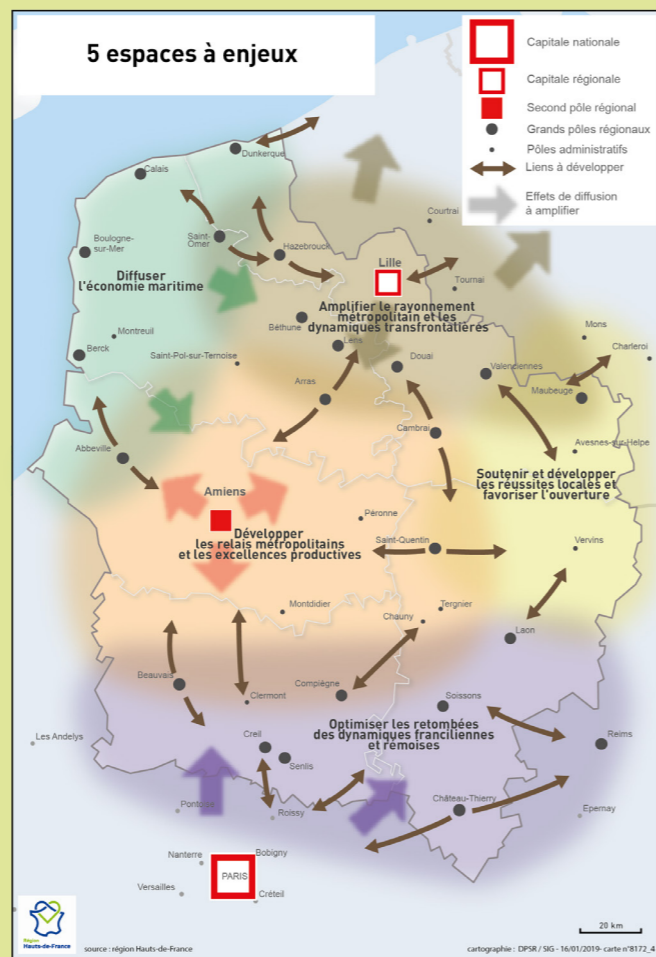 5 espaces à enjeux
Capitale nationale
Capitale régionale
Second pôle régional
Grands pôles régionaux
Pôles administratifs
Liens à développer
Effets de diffusion
à amplifier
Dunkerque
Calais
Courtrai
Saint-
Omer
Boulogne-
sur-Mer
Hazebrouck
Lille
Diffuser
l'économie maritime
Tournai
Amplifier le rayonnement
métropolitain et les
dynamiques transfrontalières
Béthune
Montreuil
Lens
Mons
Saint-Pol-sur-Ternoise
Berck
Douai
Charleroi
Valenciennes
Arras
Maubeuge
Cambrai
Abbeville
Avesnes-sur-Helpe
Soutenir et développer
les réussites locales et
favoriser l'ouverture
Amiens
Péronne
Développer
les relais métropolitains
et les excellences productives
Saint-Quentin
Vervins
Montdidier
Tergnier
Chauny
Laon
Beauvais
Compiègne
Clermont
Soissons
Optimiser les retombées
des dynamiques franciliennes
et rémoises
Les Andelys
Creil
Reims
Senlis
Château-Thierry
Pontoise
Roissy
Epernay
Nanterre
Bobigny
PARIS
Versailles
Créteil
Région
Hauts-de-France
source : région Hauts-de-France
20 km
cartographie : DPSR / SIG - 16/01/2019- carte n°8172_4